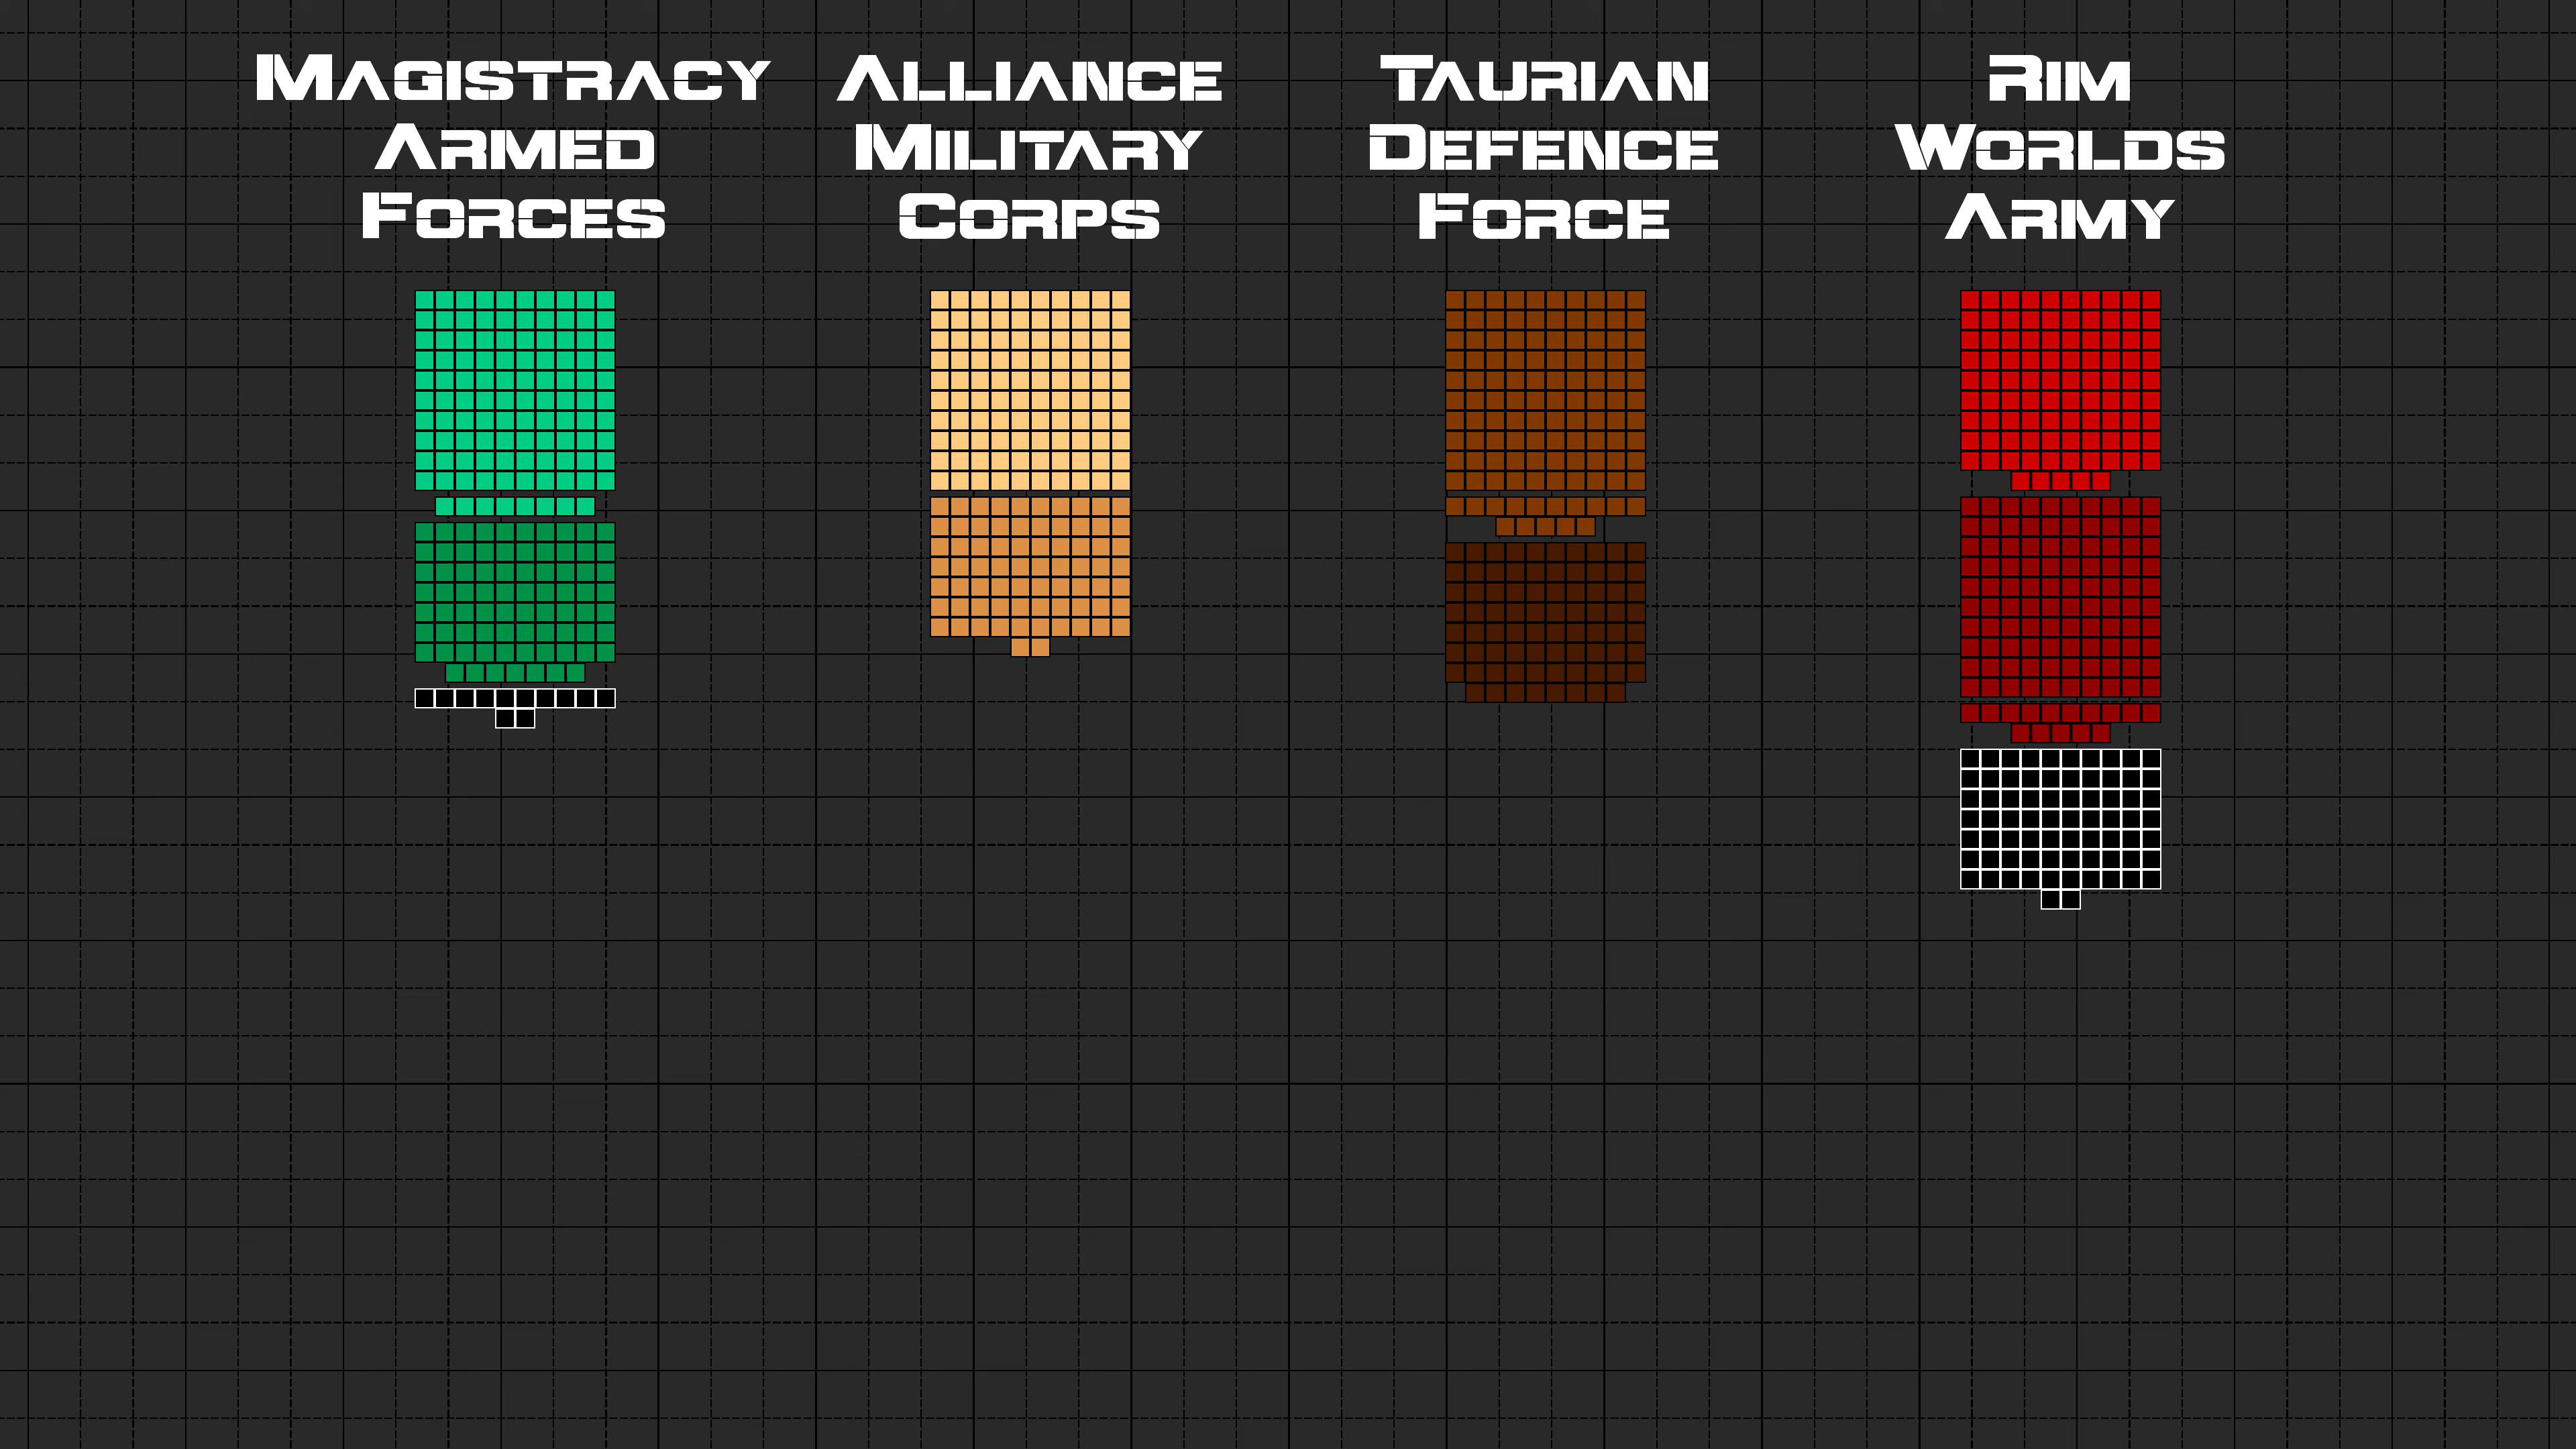 Magistracy
Armed
Forces
Alliance
Military
Corps
Taurian
Defence
Force
Rim
Worlds
Army